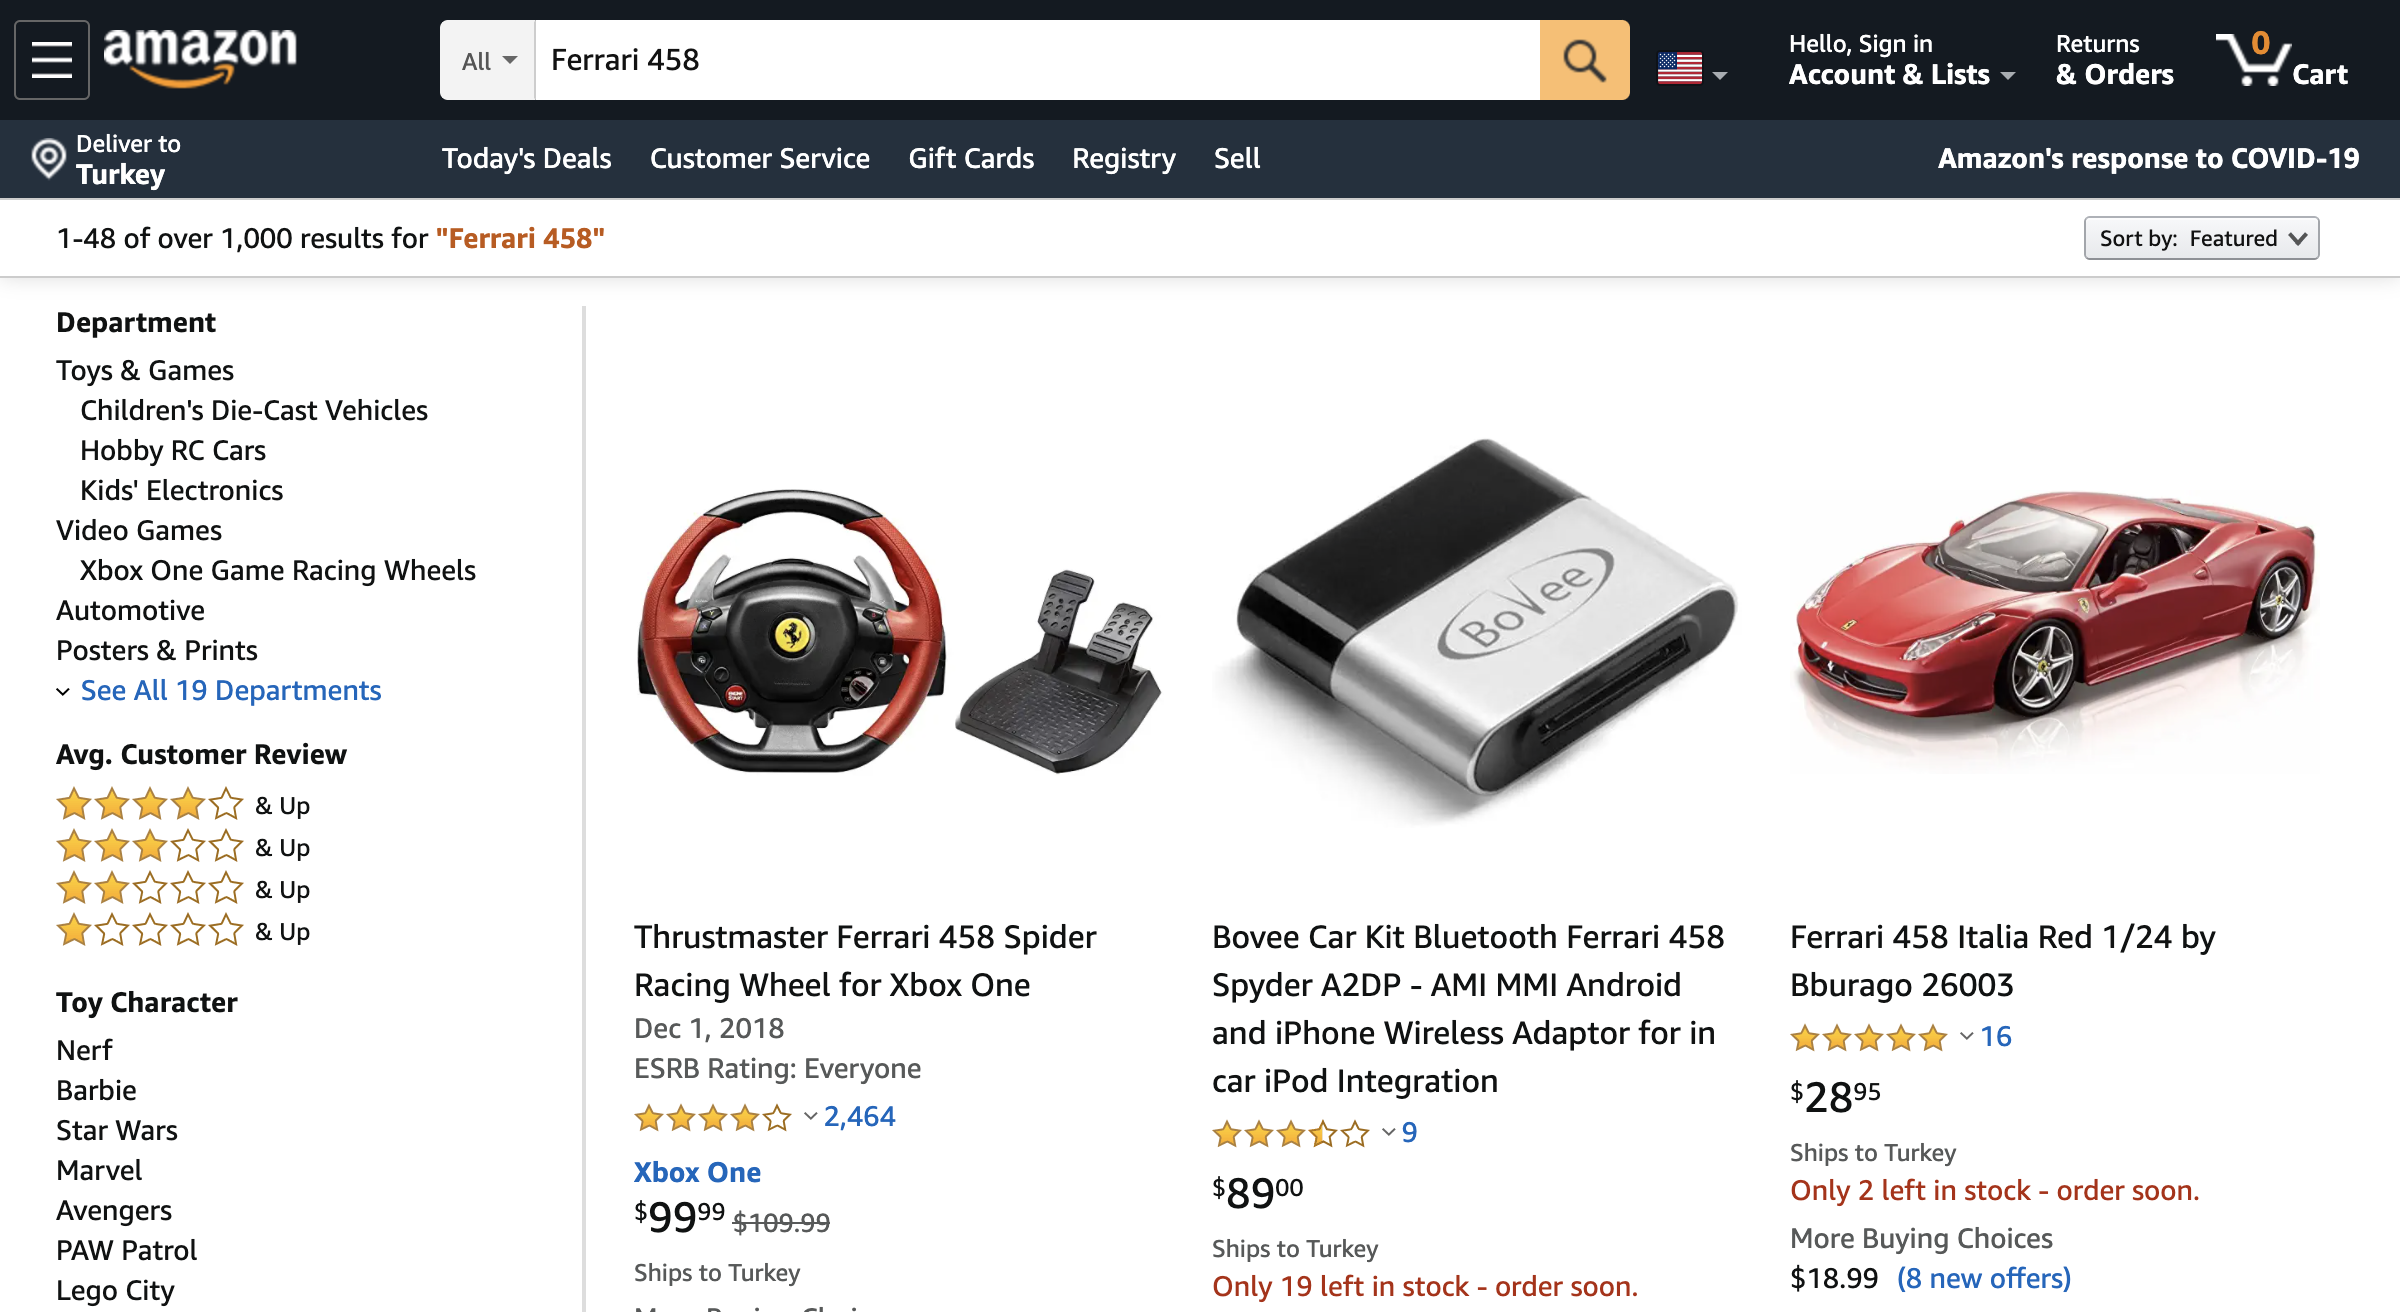 amazon
All
Ferrari 458
Hello, Sign in
Account & Lists
Returns
& Orders
0
Cart
Deliver to
Turkey
Today's Deals
Customer Service
Gift Cards
Registry
Sell
Amazon's response to COVID-19
1-48 of over 1,000 results for "Ferrari 458"
Sort by: Featured
Department
Toys & Games
Children's Die-Cast Vehicles
Hobby RC Cars
Kids' Electronics
Video Games
Xbox One Game Racing Wheels
Automotive
Posters & Prints
See All 19 Departments
Avg. Customer Review
& Up
& Up
& Up
& Up
Toy Character
Nerf
Barbie
Star Wars
Marvel
Avengers
PAW Patrol
Lego City
Thrustmaster Ferrari 458 Spider
Racing Wheel for Xbox One
Dec 1, 2018
ESRB Rating: Everyone
2,464
Xbox One
$99 99 $109.99
Ships to Turkey
BoVee
Bovee Car Kit Bluetooth Ferrari 458
Spyder A2DP - AMI MMI Android
and iPhone Wireless Adaptor for in
car iPod Integration
9
$89 00
Ships to Turkey
Only 19 left in stock - order soon.
Ferrari 458 Italia Red 1/24 by
Bburago 26003
16
$28 95
Ships to Turkey
Only 2 left in stock - order soon.
More Buying Choices
$18.99 (8 new offers)